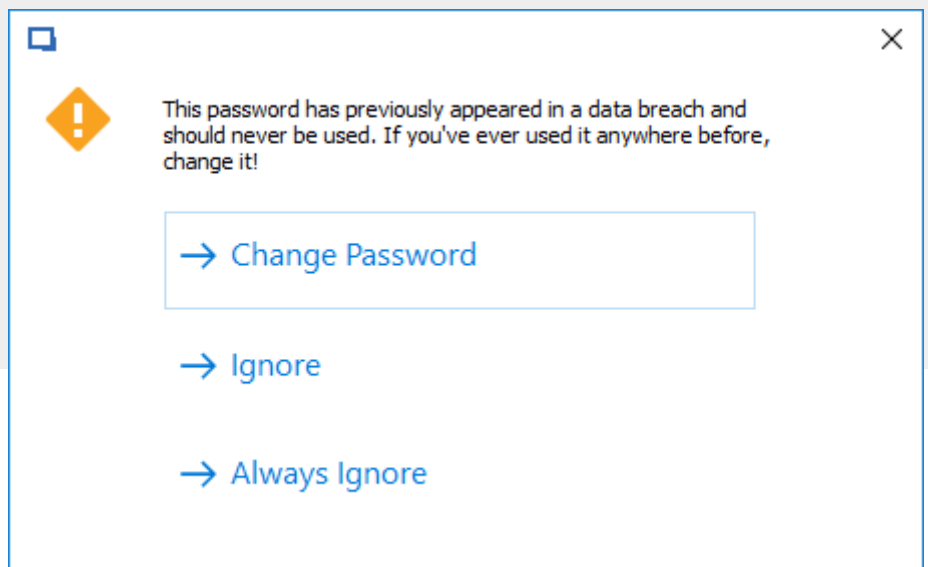 This password has previously appeared in a data breach and
should never be used. If you've ever used it anywhere before,
change it!
Change Password
Ignore
Always Ignore